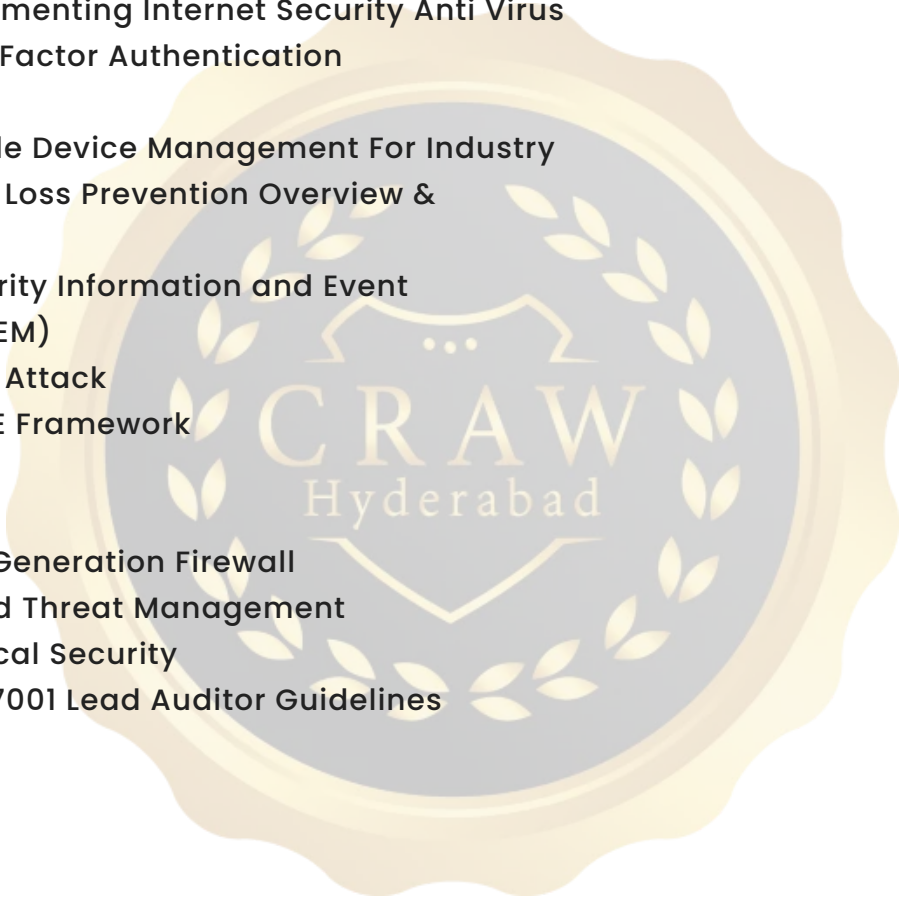 menting Internet Security Anti Virus
Factor Authentication
le Device Management For Industry
Loss Prevention Overview &
rity Information and Event
EM)
Attack
E Framework
CRAW
Hyderabad
Generation Firewall
d Threat Management
cal Security
7001 Lead Auditor Guidelines